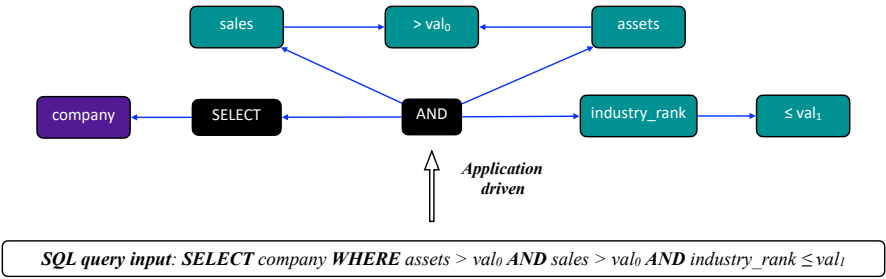 sales
> val₀
assets
company
SELECT
AND
industry_rank
≤ val₁
Application
driven
SQL query input: SELECT company WHERE assets > val₀ AND sales > val₀ AND industry_rank ≤ val₁